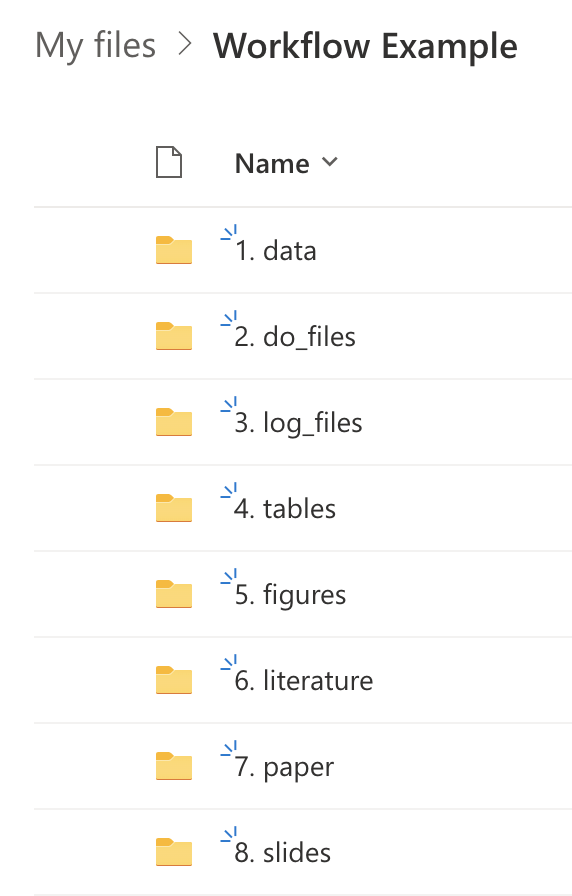 My files > Workflow Example
Name
1. data
2. do_files
3. log_files
4. tables
5. figures
6. literature
7. paper
8. slides